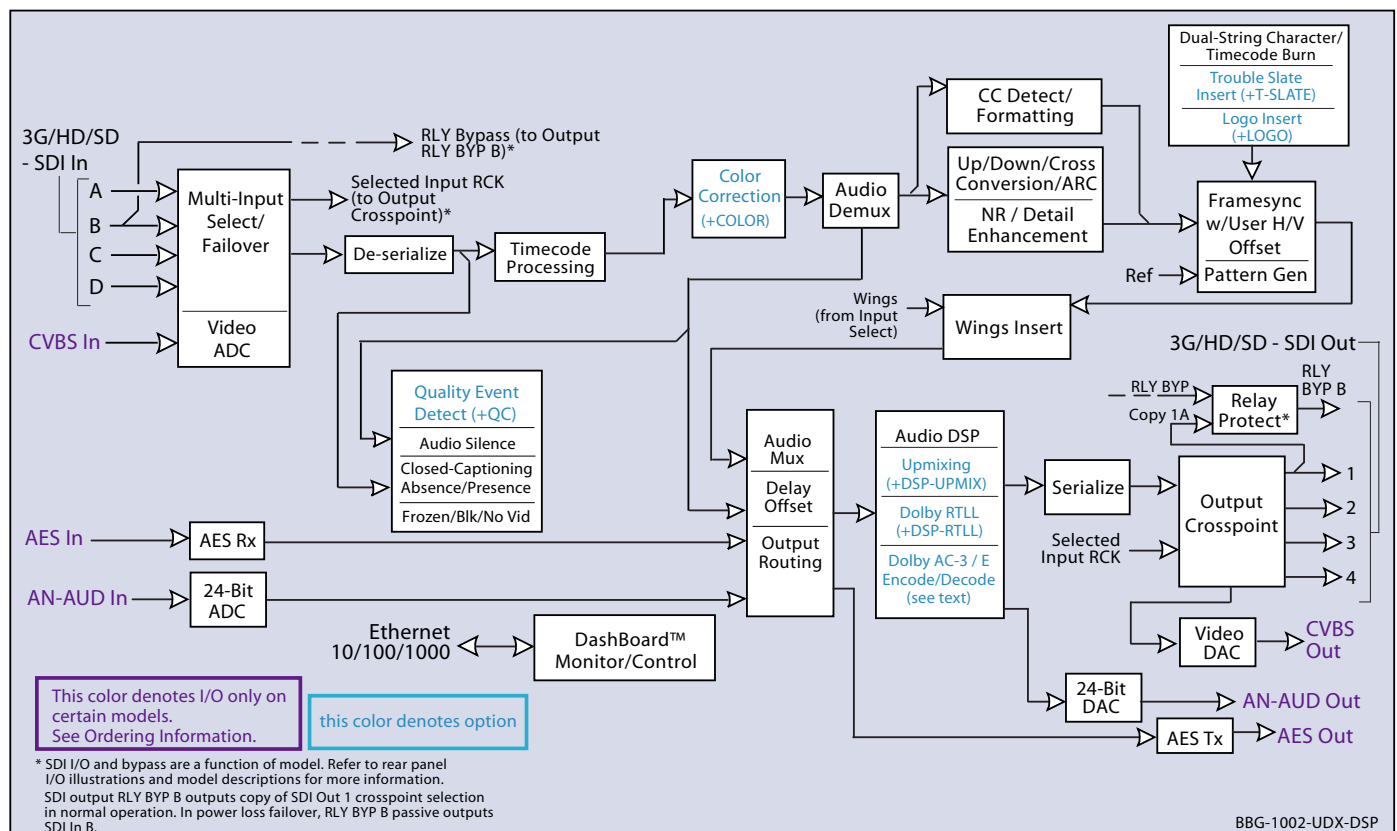 Dual-String Character/
Timecode Burn
Trouble Slate
Insert (+T-SLATE)
Logo Insert
(+LOGO)
3G/HD/SD
- SDI In
A
B
C
D
CVBS In
Multi-Input
Select/
Failover
Video
ADC
RLY Bypass (to Output
RLY BYP B)*
Selected Input RCK
(to Output
Crosspoint)*
De-serialize
Timecode
Processing
Color
Correction
(+COLOR)
Audio
Demux
CC Detect/
Formatting
Up/Down/Cross
Conversion/ARC
NR / Detail
Enhancement
Framesync
w/User H/V
Offset
Pattern Gen
Ref
Wings
(from Input
Select)
Wings Insert
Quality Event
Detect (+QC)
Audio Silence
Closed-Captioning
Absence/Presence
Frozen/Blk/No Vid
AES In
AES Rx
AN-AUD In
24-Bit
ADC
Audio
Mux
Delay
Offset
Output
Routing
Audio DSP
Upmixing
(+DSP-UPMIX)
Dolby RTLL
(+DSP-RTLL)
Dolby AC-3 / E
Encode/Decode
(see text)
Serialize
Selected
Input RCK
Output
Crosspoint
3G/HD/SD - SDI Out
RLY BYP
Copy 1A
Relay
Protect*
RLY
BYP B
1
2
3
4
Video
DAC
CVBS
Out
24-Bit
DAC
AN-AUD Out
AES Tx
AES Out
Ethernet
10/100/1000
DashBoard™
Monitor/Control
This color denotes I/O only on
certain models.
See Ordering Information.
this color denotes option
* SDI I/O and bypass are a function of model. Refer to rear panel
I/O illustrations and model descriptions for more information.
SDI output RLY BYP B outputs copy of SDI Out 1 crosspoint selection
in normal operation. In power loss failover, RLY BYP B passive outputs
SDI In B.
BBG-1002-UDX-DSP